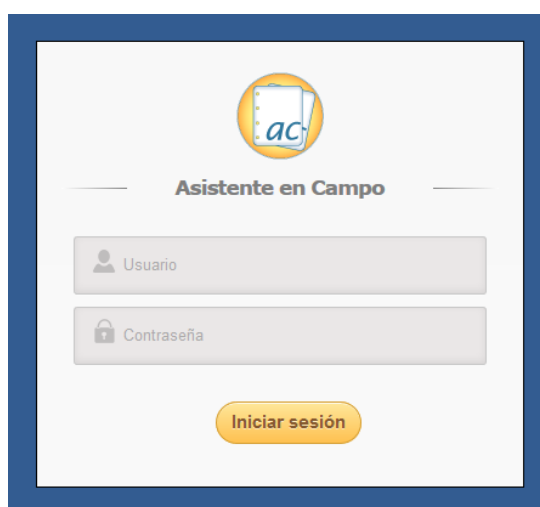 ac
Asistente en Campo
Usuario
Contraseña
Iniciar sesión